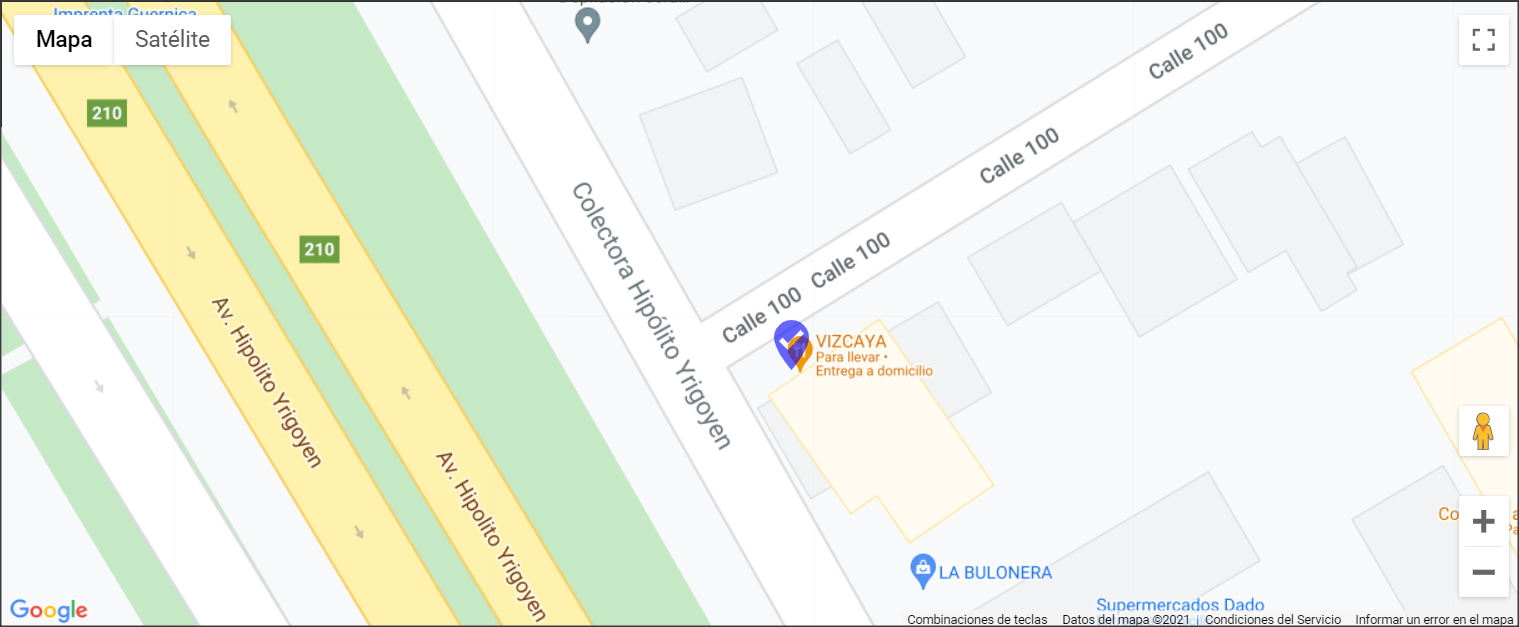 Imprenta Guernica
Mapa
Satélite
210
210
Calle 100
Calle 100
Calle 100
Calle 100
Colectora Hipólito Yrigoyen
Av. Hipolito Yrigoyen
Av. Hipolito Yrigoyen
VIZCAYA
Para llevar •
Entrega a domicilio
LA BULONERA
Supermercados Dado
Co
Google
Combinaciones de teclas
Datos del mapa ©2021
Condiciones del Servicio
Informar un error en el mapa